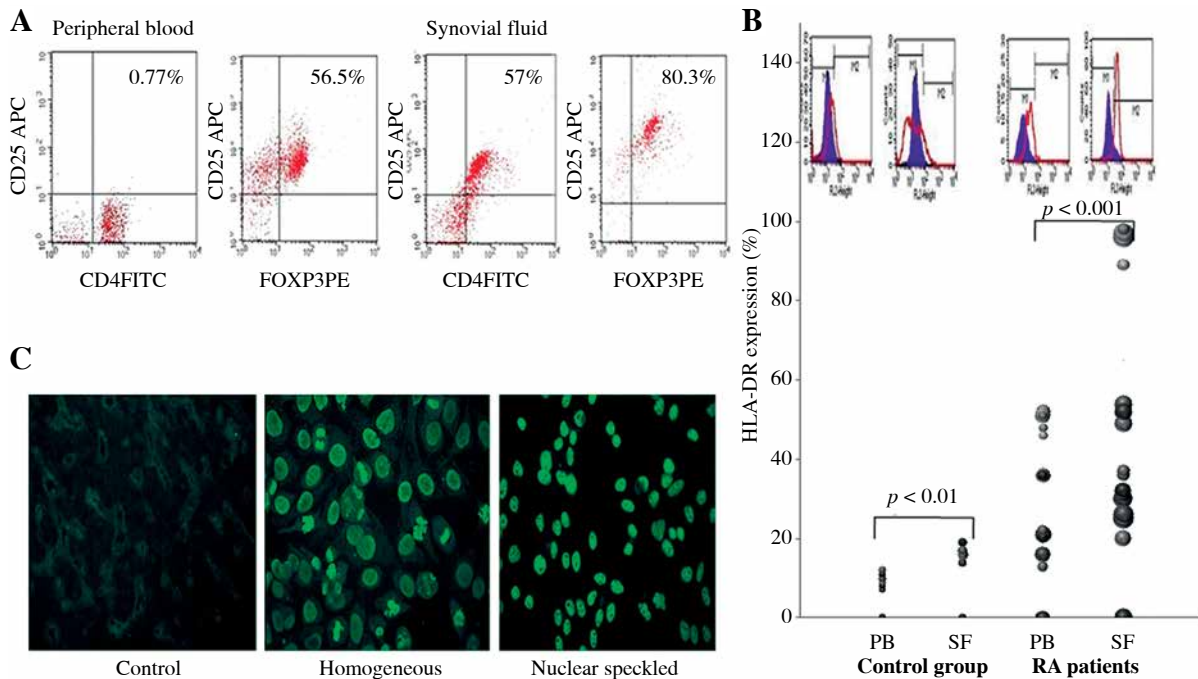 A
Peripheral blood
Synovial fluid
0.77%
56.5%
57%
80.3%
CD25 APC
CD25 APC
CD25 APC
CD25 APC
CD4FITC
FOXP3PE
CD4FITC
FOXP3PE
B
HLA-DR expression (%)
140
120
100
80
60
40
20
0
p < 0.001
p < 0.01
PB
SF
PB
SF
Control group
RA patients
C
Control
Homogeneous
Nuclear speckled